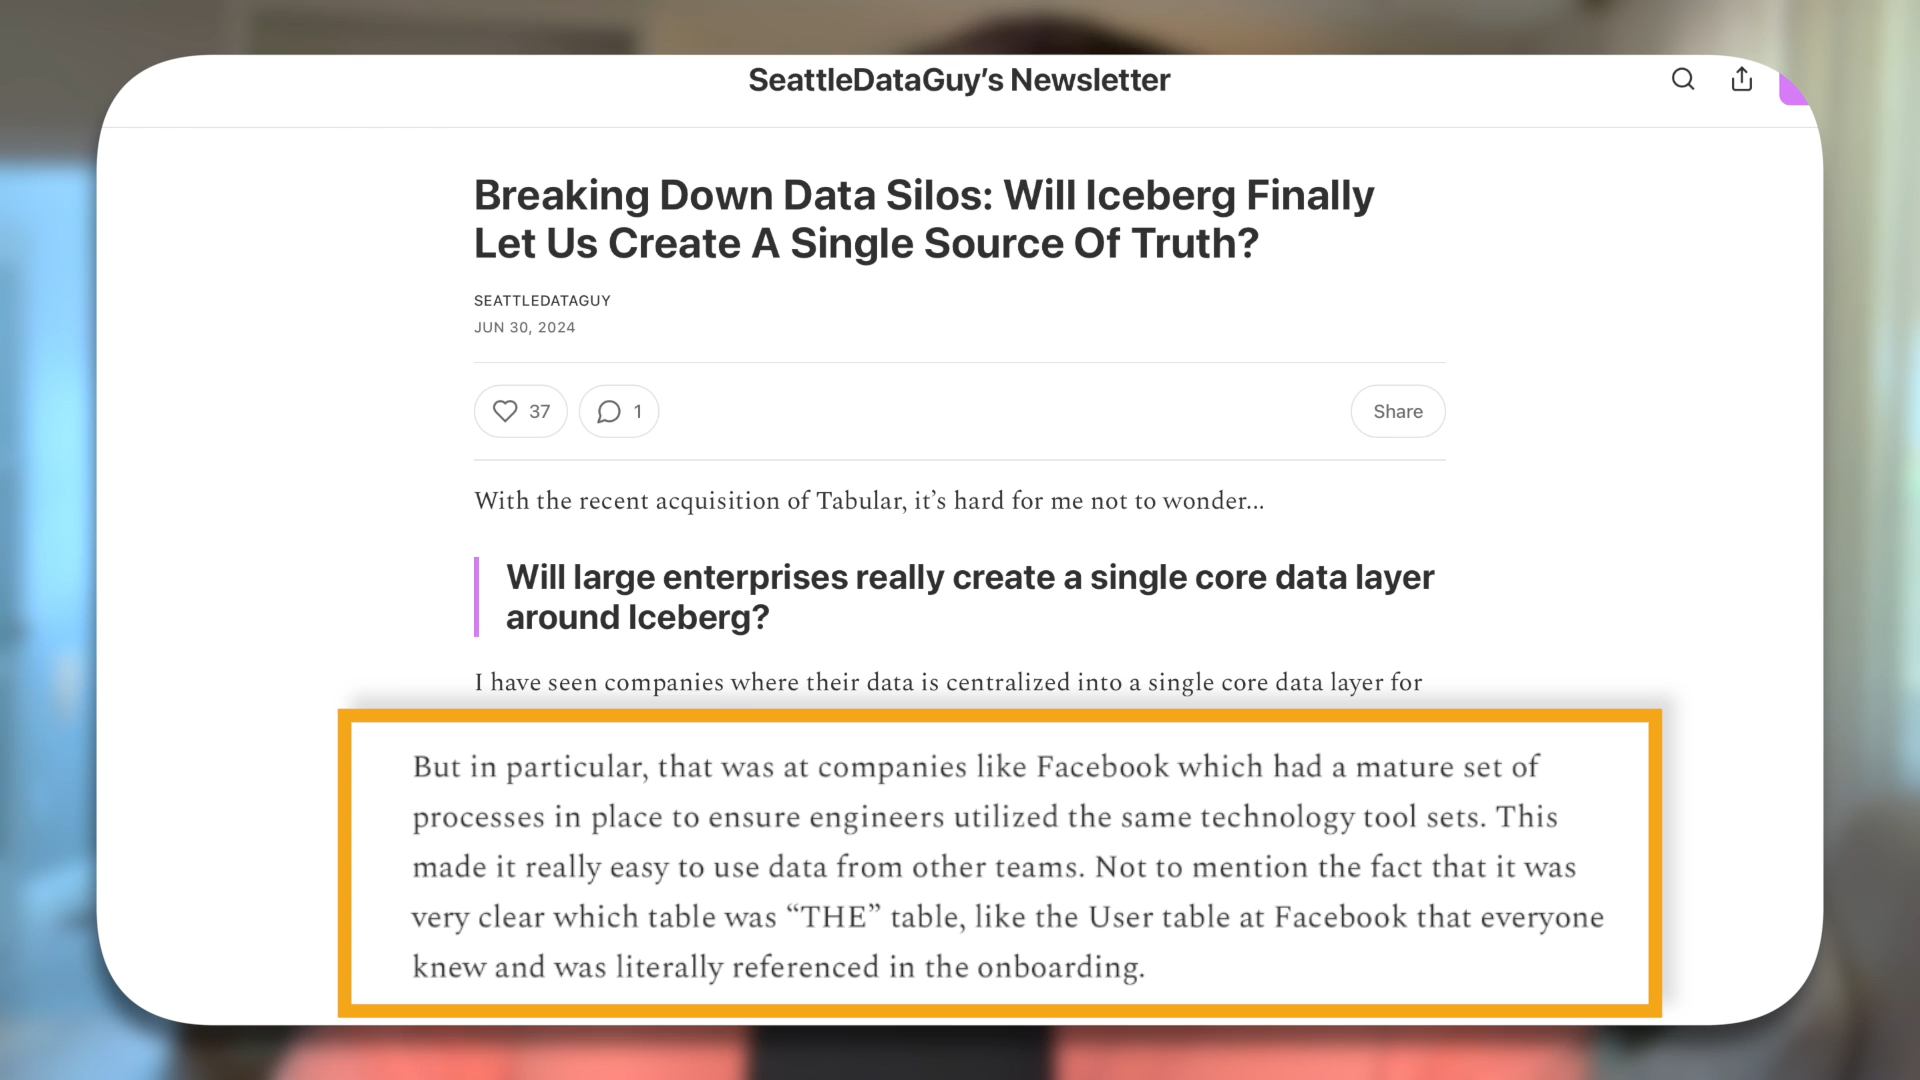 SeattleDataGuy's Newsletter
Breaking Down Data Silos: Will Iceberg Finally
Let Us Create A Single Source Of Truth?
SEATTLEDATAGUY
JUN 30, 2024
37
1
Share
With the recent acquisition of Tabular, it's hard for me not to wonder...
Will large enterprises really create a single core data layer
around Iceberg?
I have seen companies where their data is centralized into a single core data layer for
But in particular, that was at companies like Facebook which had a mature set of
processes in place to ensure engineers utilized the same technology tool sets. This
made it really easy to use data from other teams. Not to mention the fact that it was
very clear which table was “THE” table, like the User table at Facebook that everyone
knew and was literally referenced in the onboarding.